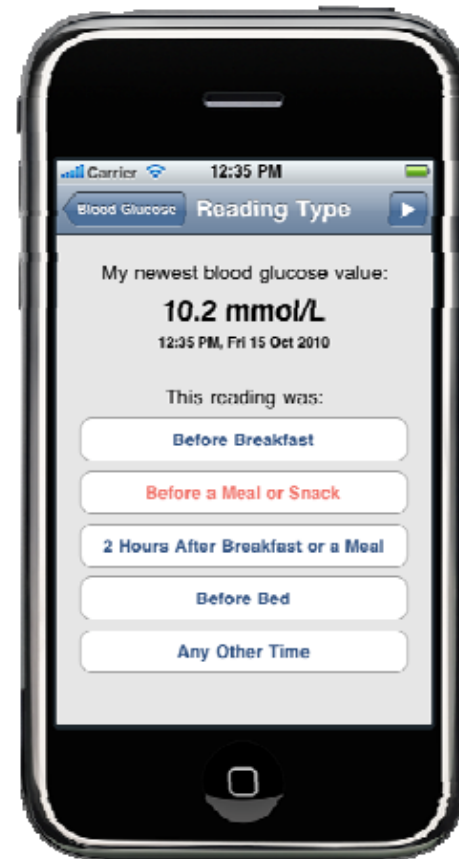 Carrier 12:35 PM
Blood Glucose Reading Type
My newest blood glucose value:
10.2 mmol/L
12:35 PM, Fri 15 Oct 2010
This reading was:
Before Breakfast
Before a Meal or Snack
2 Hours After Breakfast or a Meal
Before Bed
Any Other Time